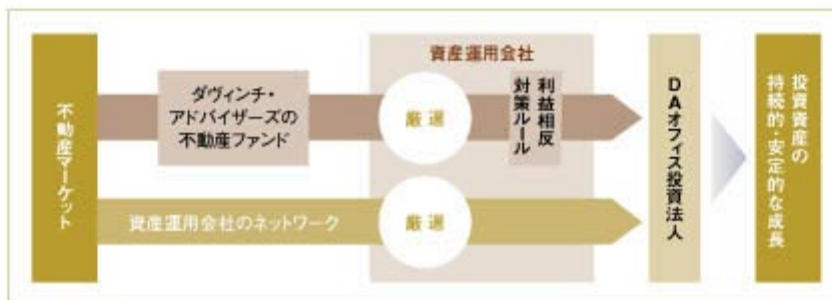 不動産マーケット
ダヴィンチ・
アドバイザーズの
不動産ファンド
資産運用会社のネットワーク
資産運用会社
厳選
厳選
利益相反
対策ルール
DAオフィス投資法人
投資資産の
持続的・安定的な成長